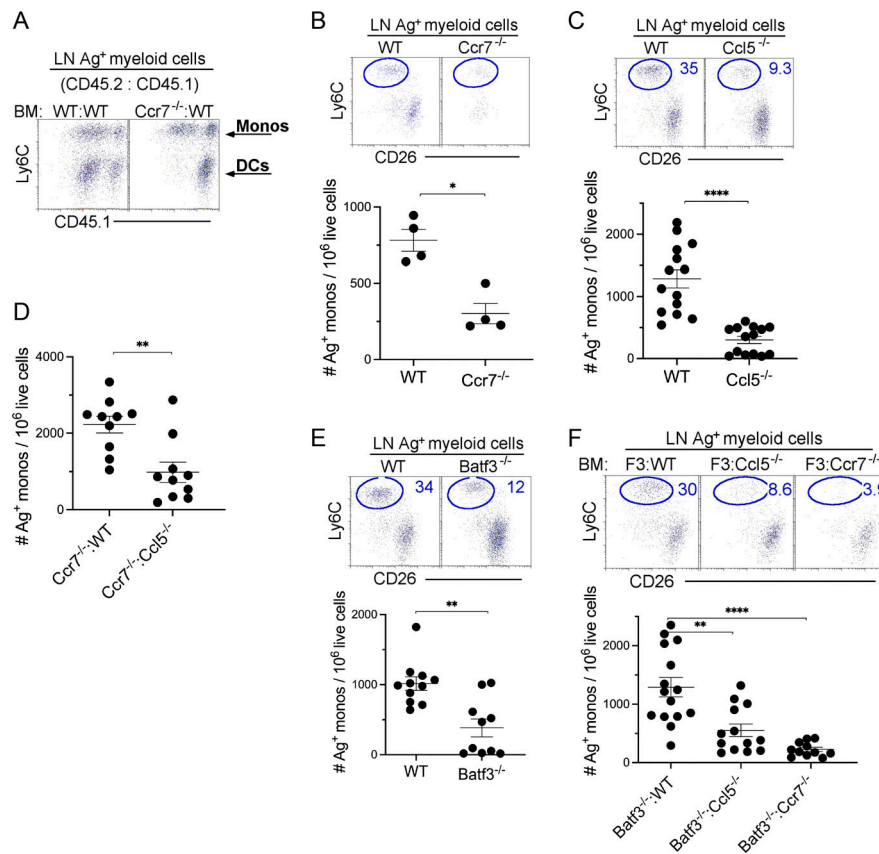 A
LN Ag⁺ myeloid cells
(CD45.2 : CD45.1)
BM: WT:WT Ccr7⁻/⁻:WT
Ly6C
Monos
DCs
CD45.1
B
LN Ag⁺ myeloid cells
WT Ccr7⁻/⁻
Ly6C
CD26
# Ag⁺ monos / 10⁶ live cells
*
1000
500
0
WT
Ccr7⁻/⁻
C
LN Ag⁺ myeloid cells
WT Ccl5⁻/⁻
35 9.3
Ly6C
CD26
# Ag⁺ monos / 10⁶ live cells
****
2000
1000
0
WT
Ccl5⁻/⁻
D
# Ag⁺ monos / 10⁶ live cells
**
4000
2000
0
Ccr7⁻/⁻:WT
Ccr7⁻/⁻:Ccl5⁻/⁻
E
LN Ag⁺ myeloid cells
WT Batf3⁻/⁻
34 12
Ly6C
CD26
# Ag⁺ monos / 10⁶ live cells
**
2000
1000
0
WT
Batf3⁻/⁻
F
LN Ag⁺ myeloid cells
BM: F3:WT F3:Ccl5⁻/⁻ F3:Ccr7⁻/⁻
30 8.6 3.9
Ly6C
CD26
# Ag⁺ monos / 10⁶ live cells
****
**
2000
1000
0
Batf3⁻/⁻:WT
Batf3⁻/⁻:Ccl5⁻/⁻
Batf3⁻/⁻:Ccr7⁻/⁻